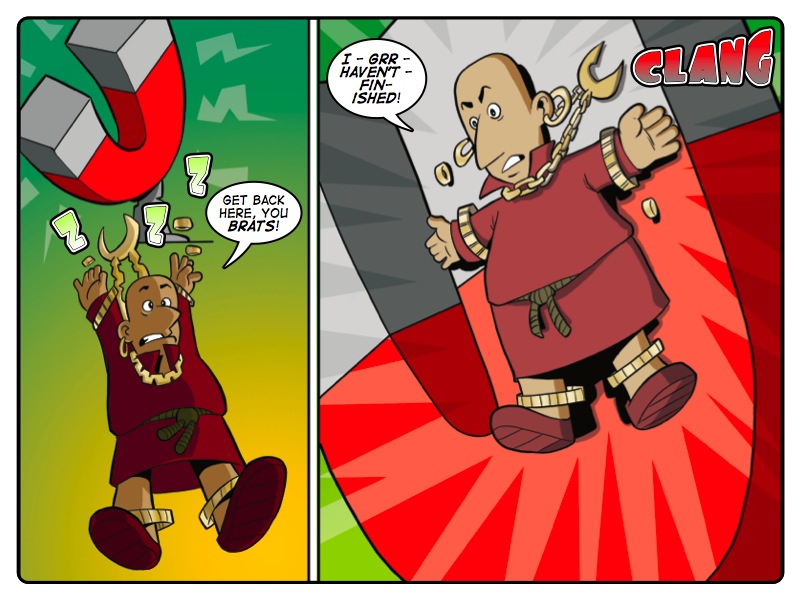 Z
Z
Z
GET BACK
HERE, YOU
BRATS!
I - GRR -
HAVEN'T -
FIN-
ISHED!
CLANG